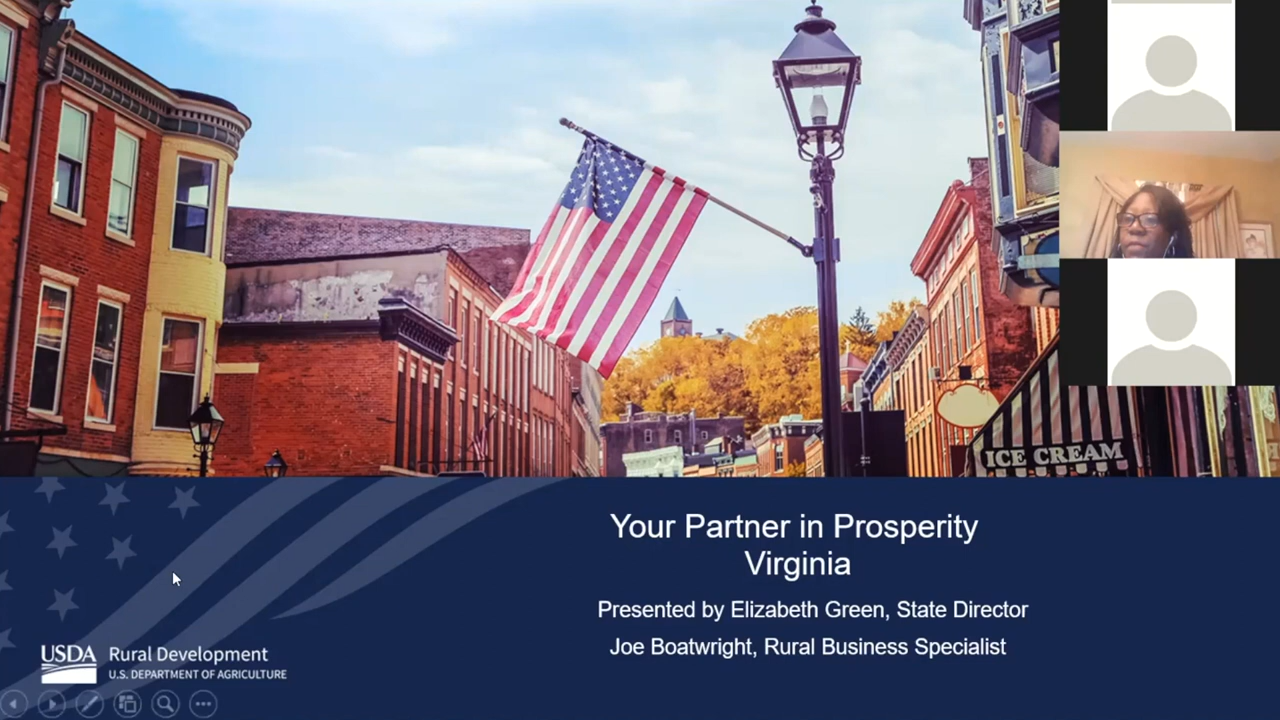 ICE CREAM
Your Partner in Prosperity
Virginia
Presented by Elizabeth Green, State Director
Joe Boatwright, Rural Business Specialist
USDA Rural Development
U.S. DEPARTMENT OF AGRICULTURE